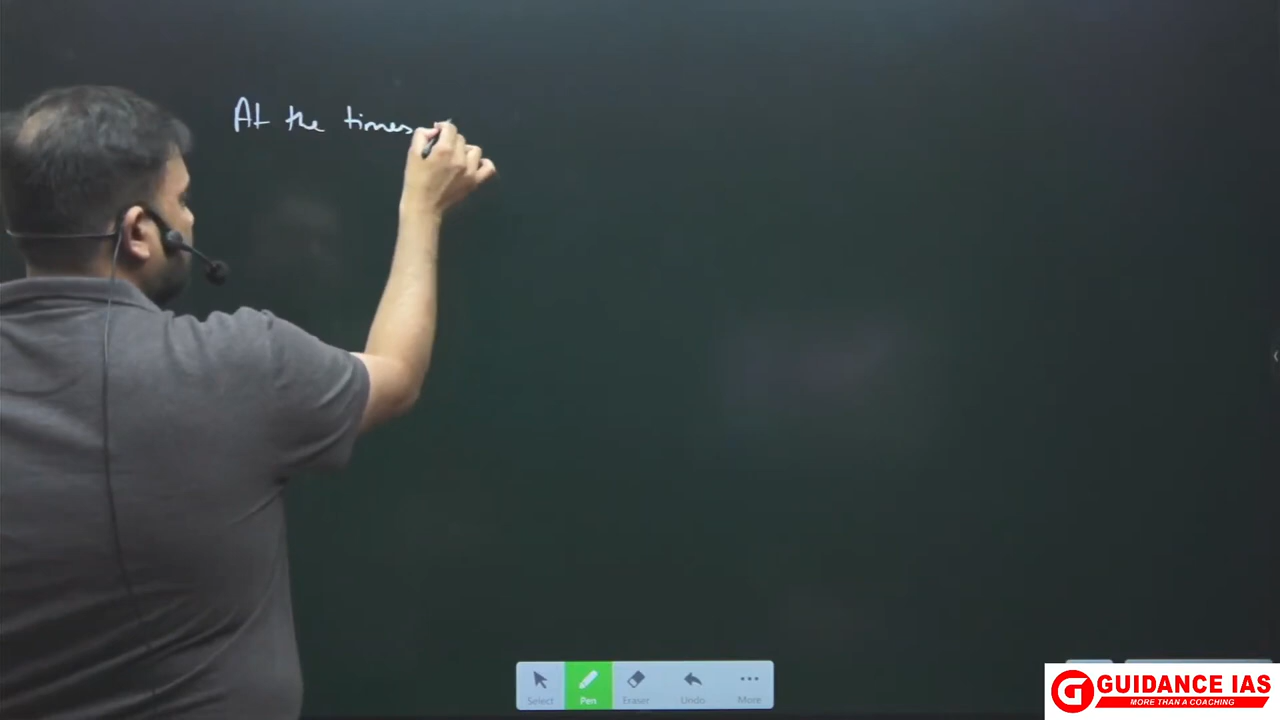 At the times
Select Pen Eraser Undo More
GUIDANCE IAS
MORE THAN A COACHING